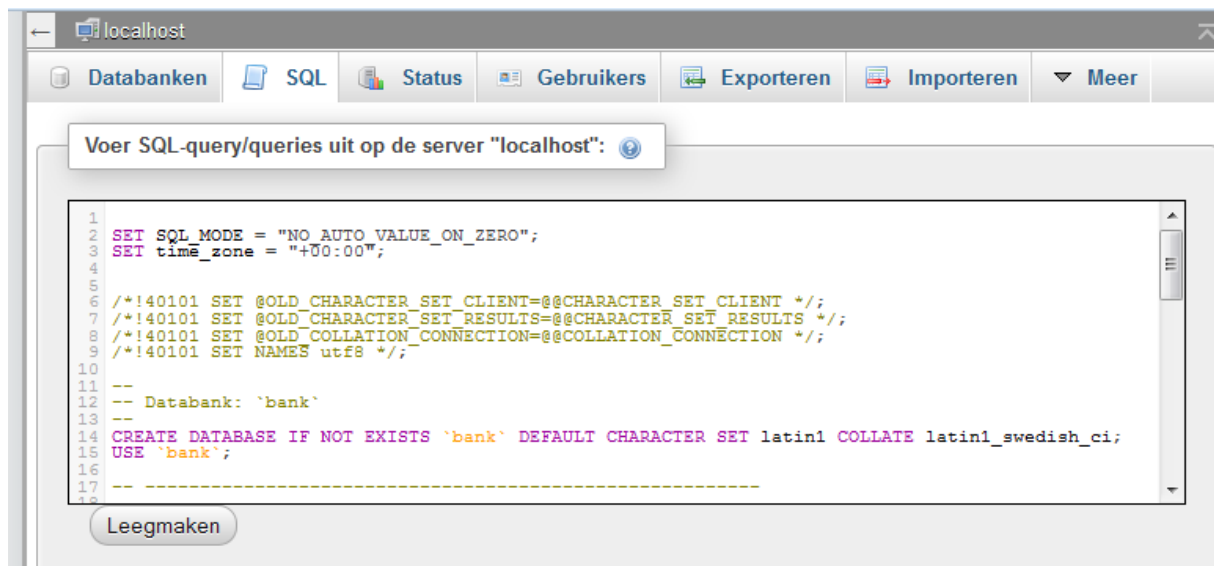 ← localhost
Databanken SQL Status Gebruikers Exporteren Importeren Meer
Voer SQL-query/queries uit op de server "localhost":
1
2 SET SQL_MODE = "NO_AUTO_VALUE_ON_ZERO";
3 SET time_zone = "+00:00";
4
5
6 /*!40101 SET @OLD_CHARACTER_SET_CLIENT=@@CHARACTER_SET_CLIENT */;
7 /*!40101 SET @OLD_CHARACTER_SET_RESULTS=@@CHARACTER_SET_RESULTS */;
8 /*!40101 SET @OLD_COLLATION_CONNECTION=@@COLLATION_CONNECTION */;
9 /*!40101 SET NAMES utf8 */;
10
11 --
12 -- Databank: `bank`
13 --
14 CREATE DATABASE IF NOT EXISTS `bank` DEFAULT CHARACTER SET latin1 COLLATE latin1_swedish_ci;
15 USE `bank`;
16
17 -- --------------------------------------------------------
18
Leegmaken